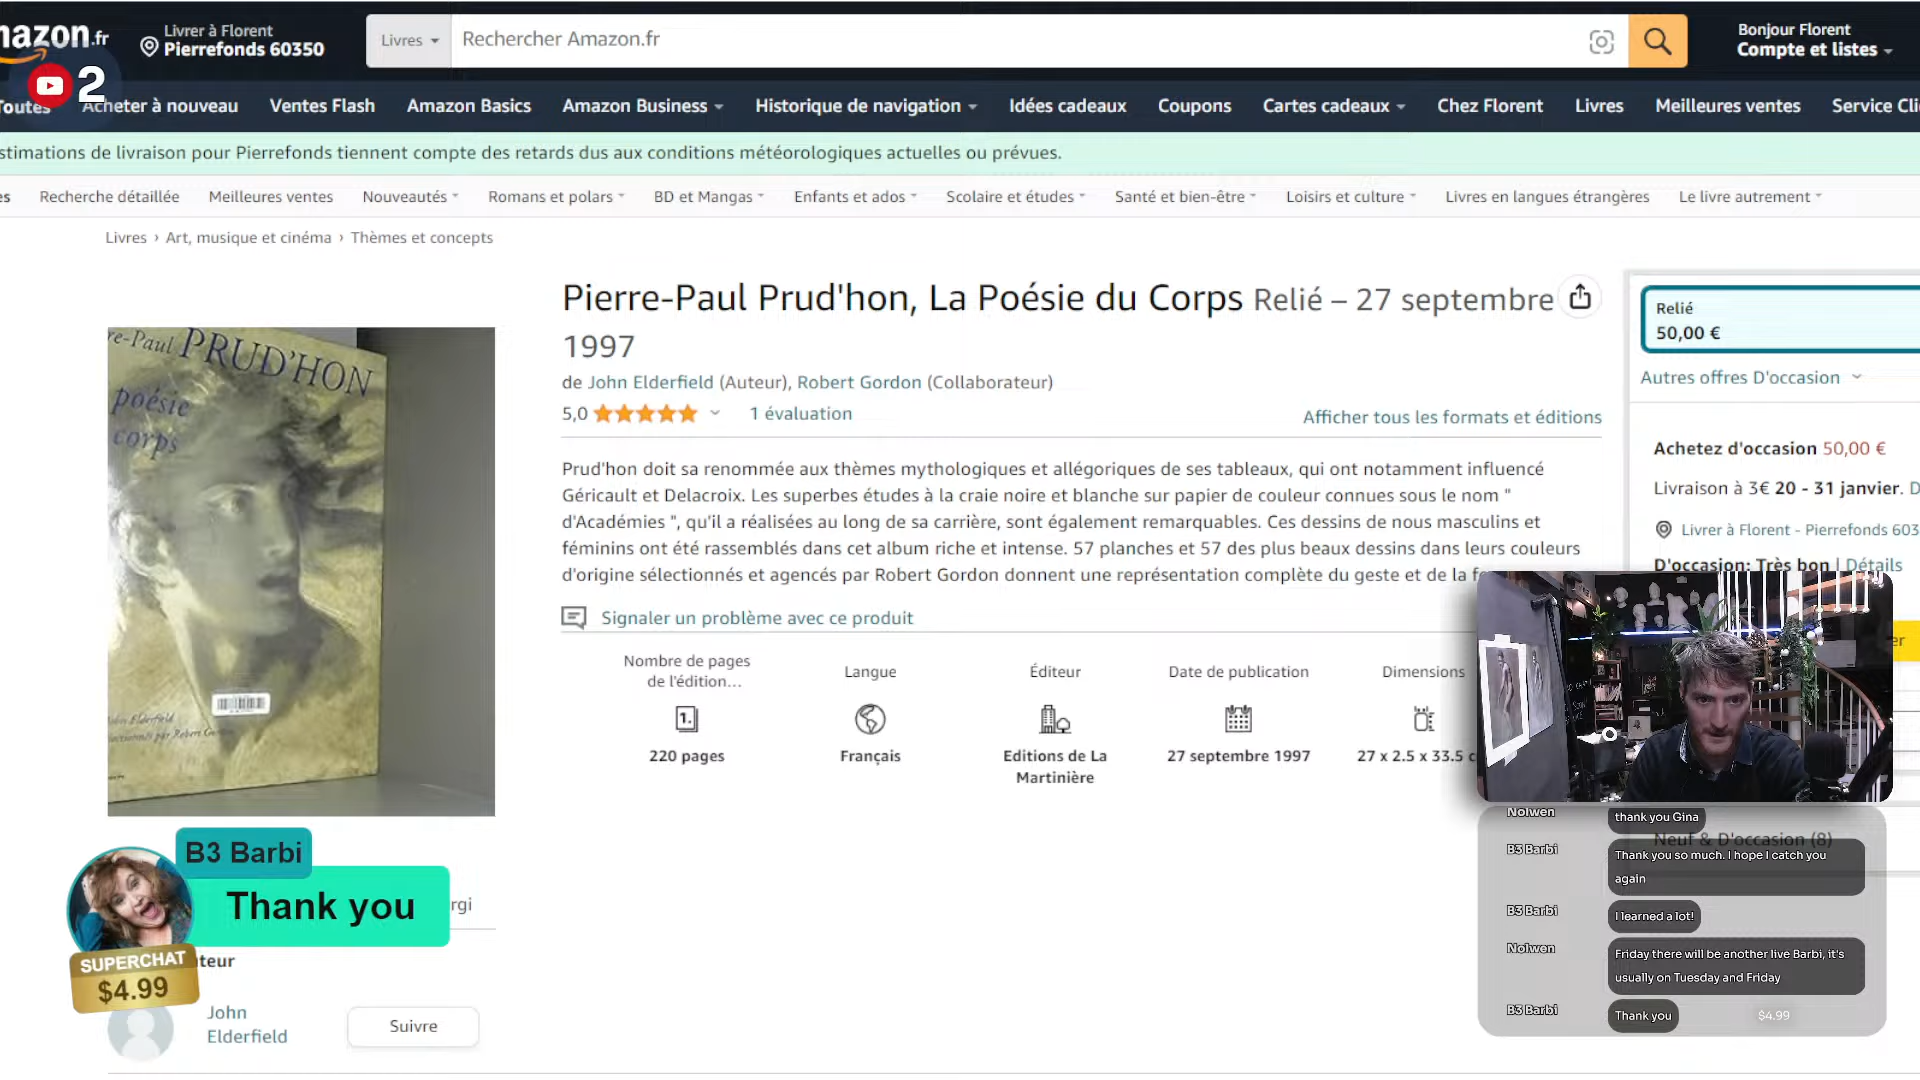 mazon.fr
Livrer à Florent
Pierrefonds 60350
Livres
Rechercher Amazon.fr
Bonjour Florent
Compte et listes
2
Toutes
Acheter à nouveau
Ventes Flash
Amazon Basics
Amazon Business
Historique de navigation
Idées cadeaux
Coupons
Cartes cadeaux
Chez Florent
Livres
Meilleures ventes
Service Cli
stimations de livraison pour Pierrefonds tiennent compte des retards dus aux conditions météorologiques actuelles ou prévues.
es
Recherche détaillée
Meilleures ventes
Nouveautés
Romans et polars
BD et Mangas
Enfants et ados
Scolaire et études
Santé et bien-être
Loisirs et culture
Livres en langues étrangères
Le livre autrement
Livres › Art, musique et cinéma › Thèmes et concepts
re-Paul PRUD'HON
poésie
corps
John Elderfield
Pierre-Paul Prud'hon, La Poésie du Corps Relié – 27 septembre
1997
de John Elderfield (Auteur), Robert Gordon (Collaborateur)
5,0
1 évaluation
Afficher tous les formats et éditions
Prud'hon doit sa renommée aux thèmes mythologiques et allégoriques de ses tableaux, qui ont notamment influencé
Géricault et Delacroix. Les superbes études à la craie noire et blanche sur papier de couleur connues sous le nom "
d'Académies ", qu'il a réalisées au long de sa carrière, sont également remarquables. Ces dessins de nous masculins et
féminins ont été rassemblés dans cet album riche et intense. 57 planches et 57 des plus beaux dessins dans leurs couleurs
d'origine sélectionnés et agencés par Robert Gordon donnent une représentation complète du geste et de la fo
Signaler un problème avec ce produit
Nombre de pages
de l'édition…
1.
220 pages
Langue
Français
Éditeur
Editions de La
Martinière
Date de publication
27 septembre 1997
Dimensions
27 x 2.5 x 33.5 c
Relié
50,00 €
Autres offres D'occasion
Achetez d'occasion 50,00 €
Livraison à 3€ 20 - 31 janvier. D
Livrer à Florent - Pierrefonds 603
D'occasion: Très bon | Détails
er
Neuf & D'occasion (8)
B3 Barbi
Thank you
SUPERCHAT
$4.99
rgi
uteur
John
Elderfield
Suivre
Nolwen
thank you Gina
B3 Barbi
Thank you so much. I hope I catch you
again
B3 Barbi
I learned a lot!
Nolwen
Friday there will be another live Barbi, it's
usually on Tuesday and Friday
B3 Barbi
Thank you
$4.99